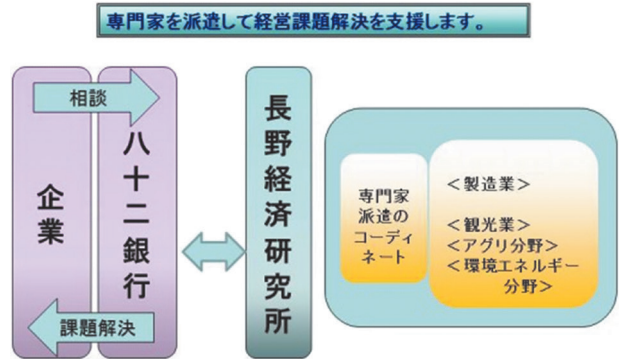 専門家を派遣して経営課題解決を支援します。
相談
企業
八十二銀行
課題解決
長野経済研究所
専門家
派遣の
コーディ
ネート
＜製造業＞
＜観光業＞
＜アグリ分野＞
＜環境エネルギー
分野＞